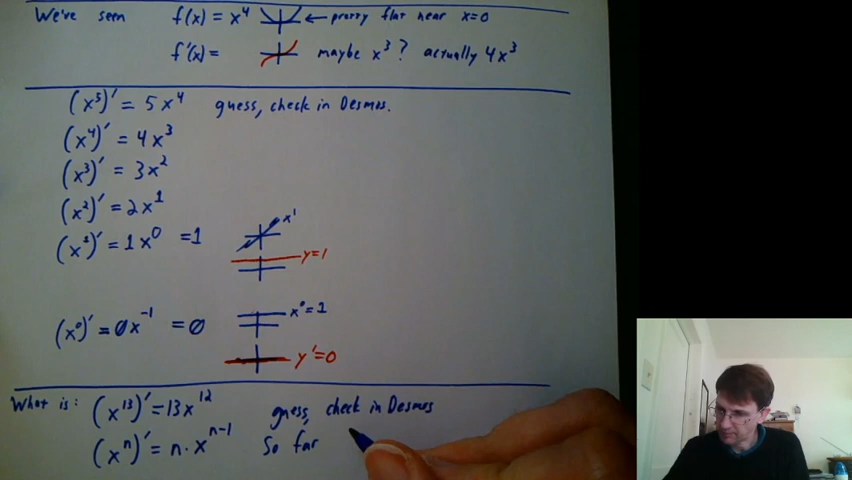 We've seen f(x) = x⁴ ← pretty flat near x=0
f'(x) = maybe x³? actually 4x³
(x⁵)' = 5x⁴ guess, check in Desmos.
(x⁴)' = 4x³
(x³)' = 3x²
(x²)' = 2x¹
(x¹)' = 1x⁰ = 1 x¹
y=1
(x⁰)' = 0x⁻¹ = 0 x⁰=1
y'=0
What is: (x¹³)' = 13x¹² guess, check in Desmos
(xⁿ)' = n·xⁿ⁻¹ So far